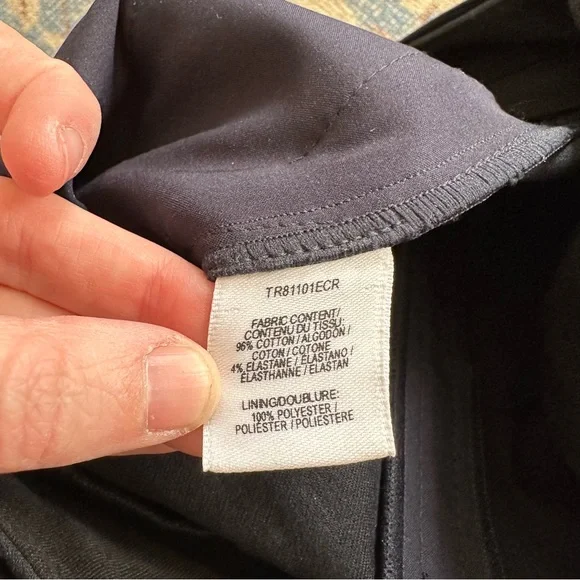 TR81101ECR
FABRIC CONTENT/
CONTENU DU TISSU:
96% COTTON / ALGODON /
COTON / COTONE
4% ELASTANE / ELASTANO /
ELASTHANNE / ELASTAN
LINING/DOUBLURE:
100% POLYESTER /
POLIESTER / POLIESTERE